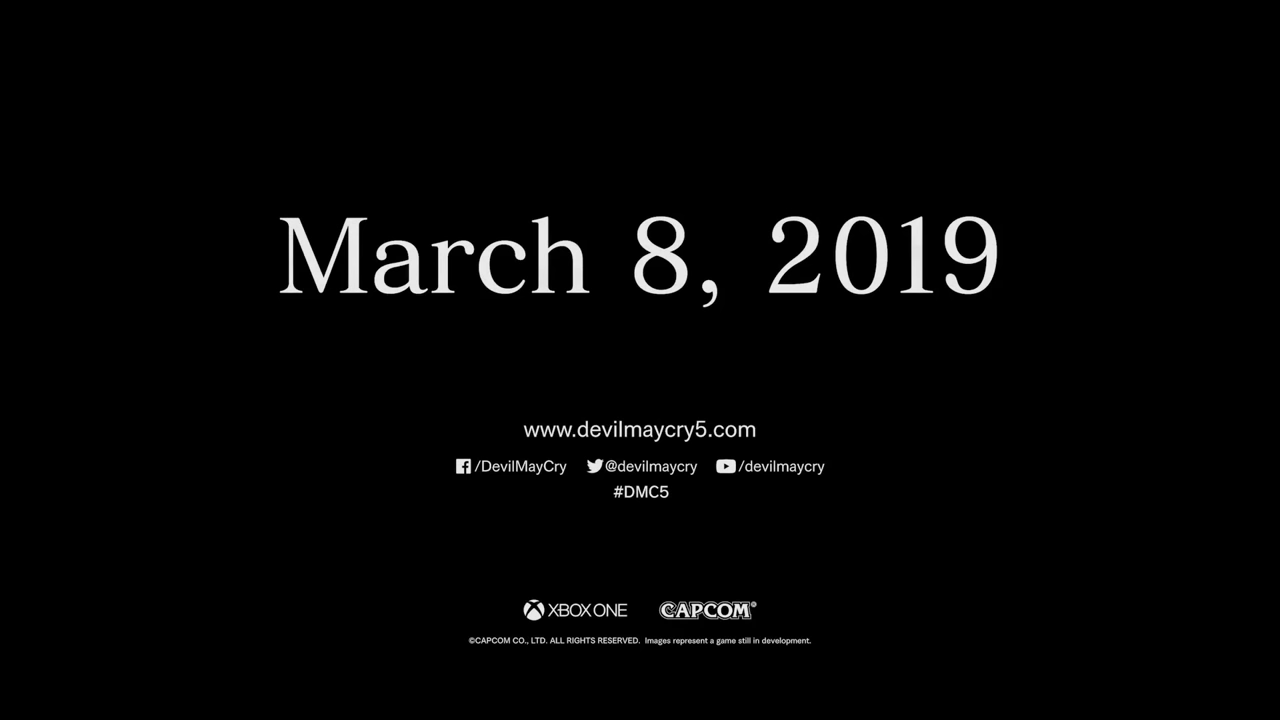 March 8, 2019
www.devilmaycry5.com
/DevilMayCry @devilmaycry /devilmaycry
#DMC5
XBOX ONE CAPCOM®
©CAPCOM CO., LTD. ALL RIGHTS RESERVED. Images represent a game still in development.